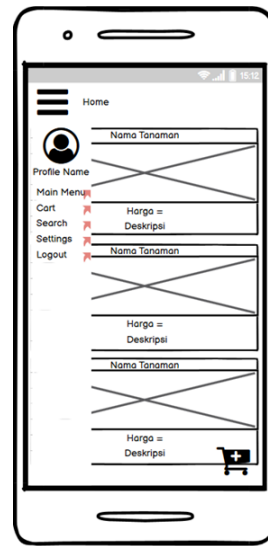 15:12
Home
Nama Tanaman
Profile Name
Main Menu
Cart
Search
Settings
Logout
Harga =
Deskripsi
Nama Tanaman
Harga =
Deskripsi
Nama Tanaman
Harga =
Deskripsi